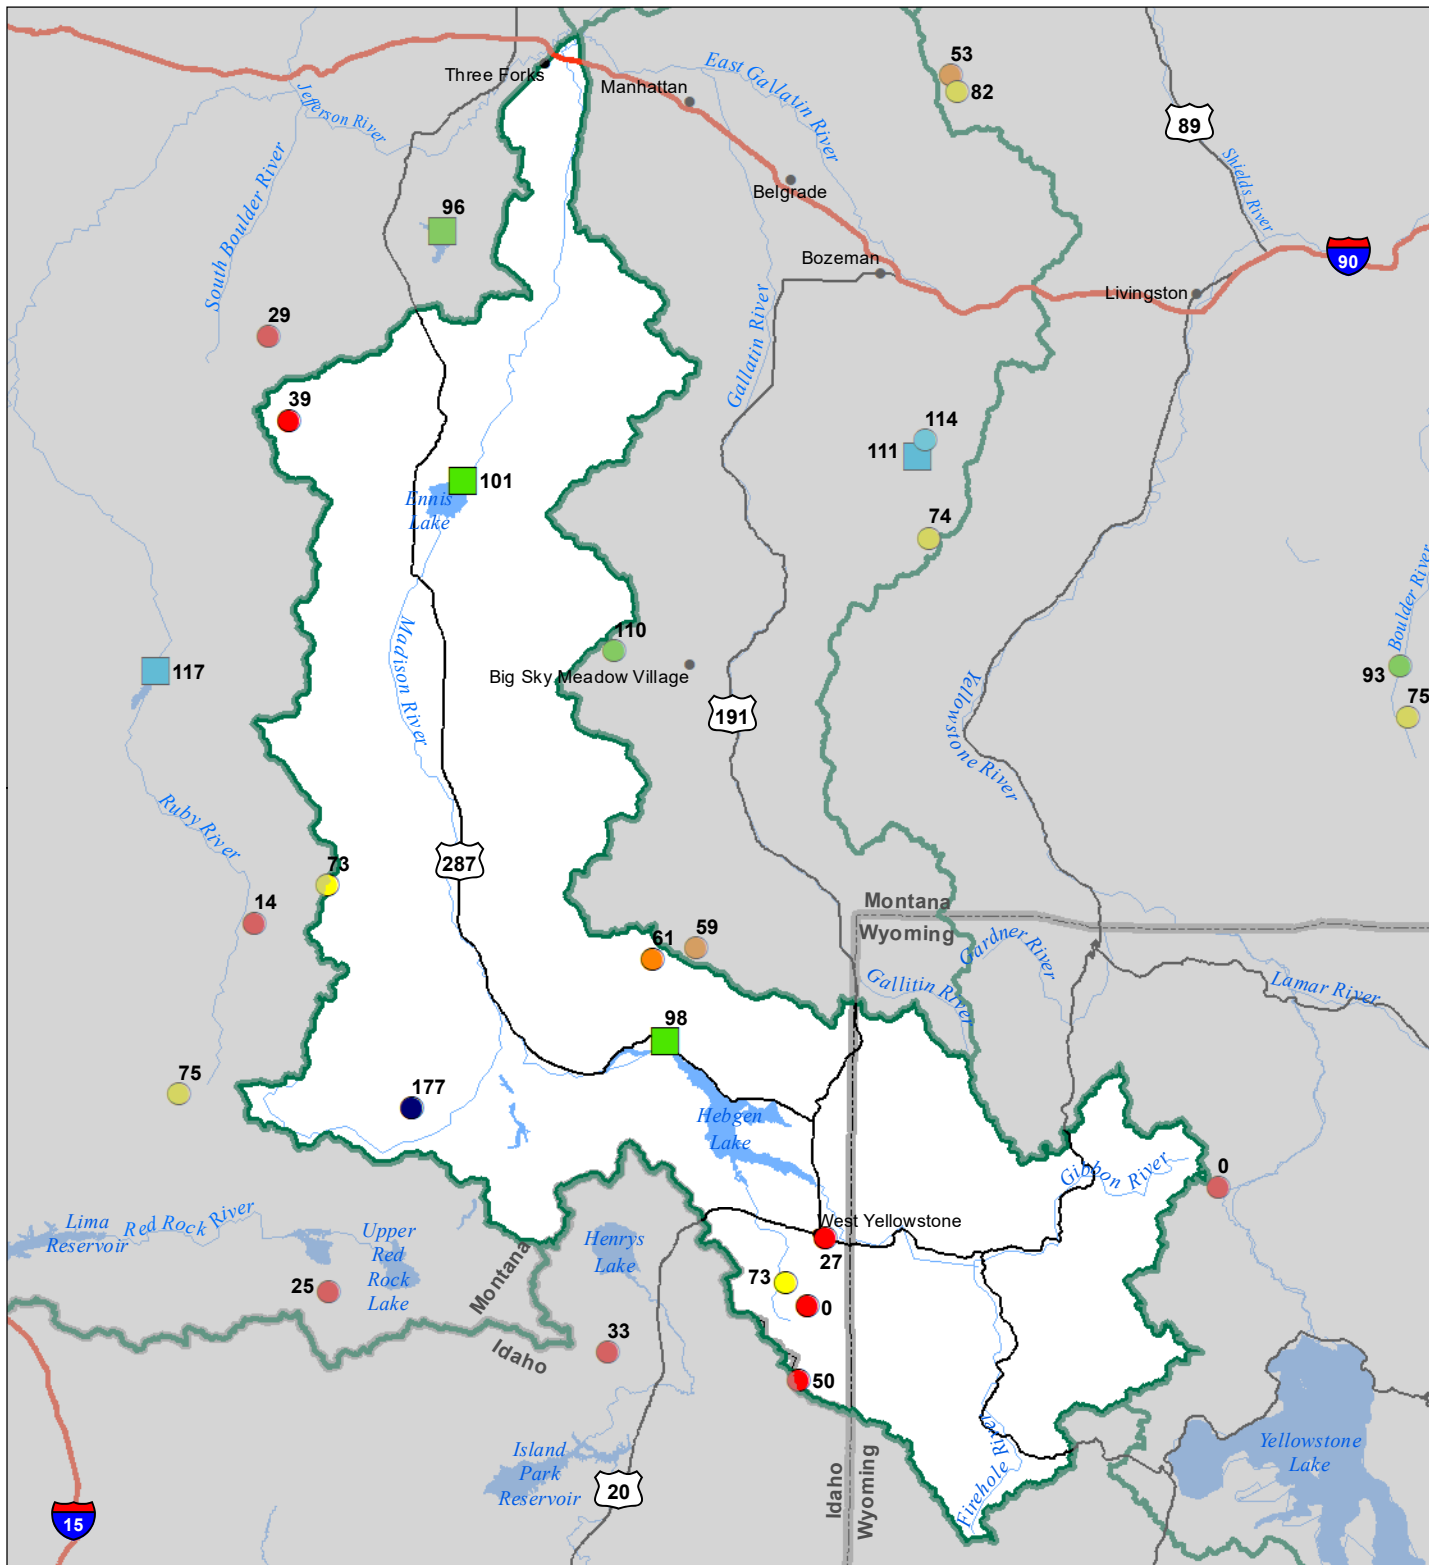 53
82
Three Forks
Manhattan
East Gallatin River
Jefferson River
89
Shields River
Belgrade
South Boulder River
96
Bozeman
90
Livingston
Gallatin River
29
39
114
111
101
Ennis
Lake
74
Boulder River
110
Madison River
Big Sky Meadow Village
117
93
75
191
Yellowstone River
Ruby River
73
287
14
Montana
Wyoming
61
59
Gardner River
Gallitin River
Lamar River
98
75
177
Hebgen
Lake
Gibbon River
0
Lima
Reservoir
Red Rock River
Upper
Red
Rock
Lake
Henrys
Lake
West Yellowstone
27
73
0
25
Montana
Idaho
33
50
Island
Park
Reservoir
20
Idaho
Wyoming
Firehole River
Yellowstone
Lake
15